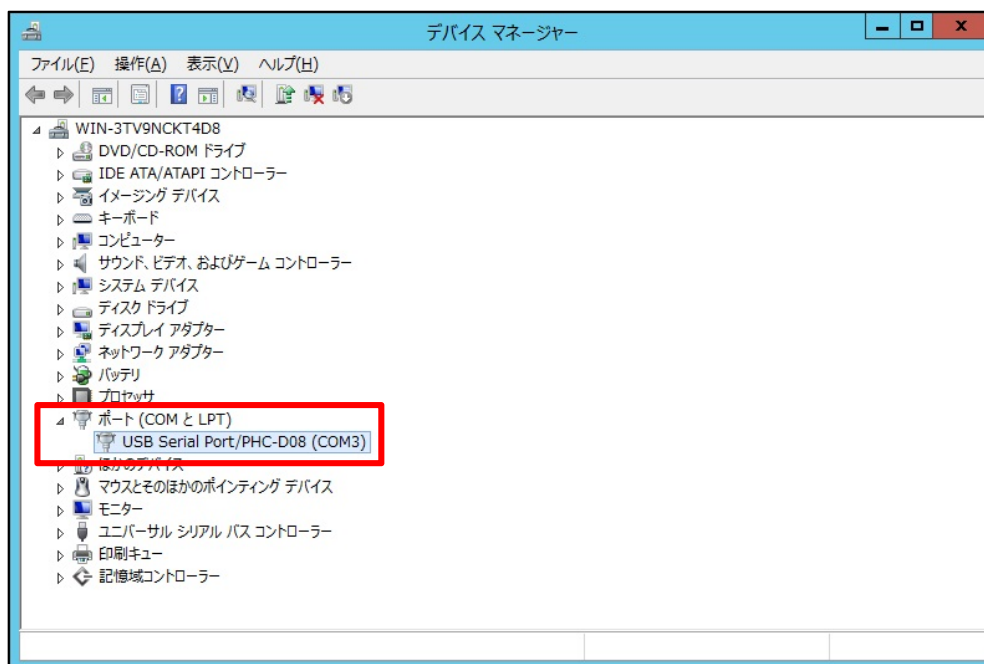 デバイス マネージャー
ファイル(F) 操作(A) 表示(V) ヘルプ(H)
WIN-3TV9NCKT4D8
DVD/CD-ROM ドライブ
IDE ATA/ATAPI コントローラー
イメージング デバイス
キーボード
コンピューター
サウンド、ビデオ、およびゲーム コントローラー
システム デバイス
ディスク ドライブ
ディスプレイ アダプター
ネットワーク アダプター
バッテリ
プロセッサ
ポート (COM と LPT)
USB Serial Port/PHC-D08 (COM3)
ほかのデバイス
マウスとそのほかのポインティング デバイス
モニター
ユニバーサル シリアル バス コントローラー
印刷キュー
記憶域コントローラー